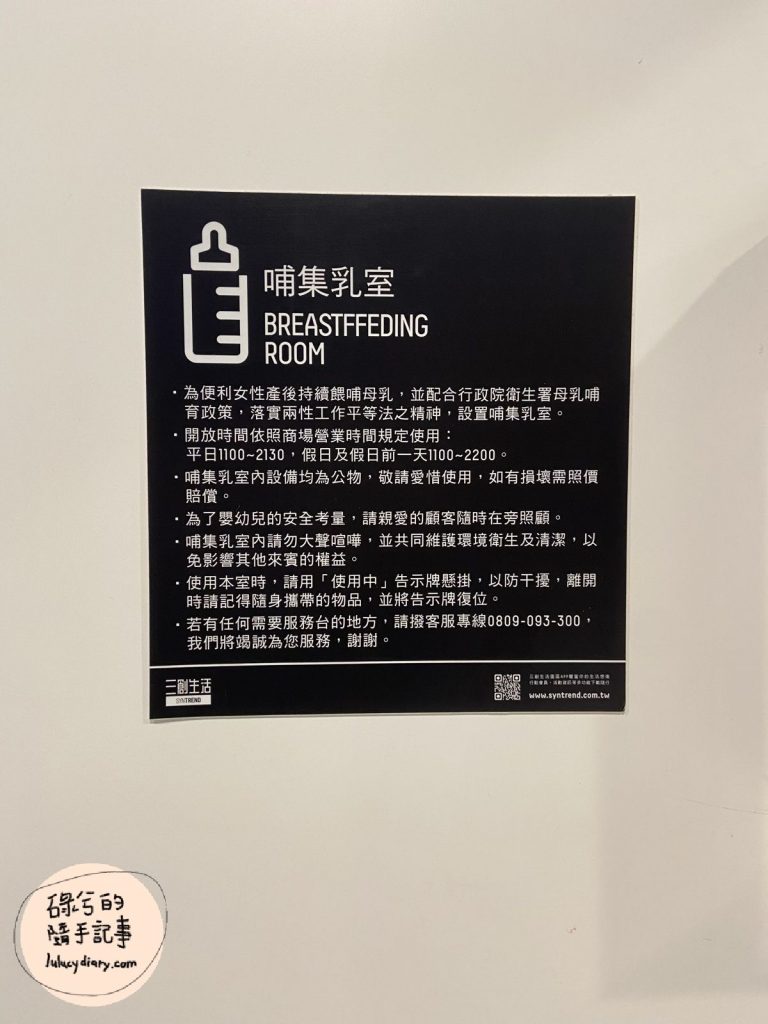 哺集乳室
BREASTFFEDING
ROOM
・為便利女性產後持續餵哺母乳，並配合行政院衛生署母乳哺
育政策，落實兩性工作平等法之精神，設置哺集乳室。
・開放時間依照商場營業時間規定使用：
平日1100~2130，假日及假日前一天1100~2200。
・哺集乳室內設備均為公物，敬請愛惜使用，如有損壞需照價
賠償。
・為了嬰幼兒的安全考量，請親愛的顧客隨時在旁照顧。
・哺集乳室內請勿大聲喧嘩，並共同維護環境衛生及清潔，以
免影響其他來賓的權益。
・使用本室時，請用「使用中」告示牌懸掛，以防干擾，離開
時請記得隨身攜帶的物品，並將告示牌復位。
・若有任何需要服務台的地方，請撥客服專線0809-093-300，
我們將竭誠為您服務，謝謝。
三創生活
SYNTREND
www.syntrend.com.tw
碌兮的
隨手記事
lulucydiary.com